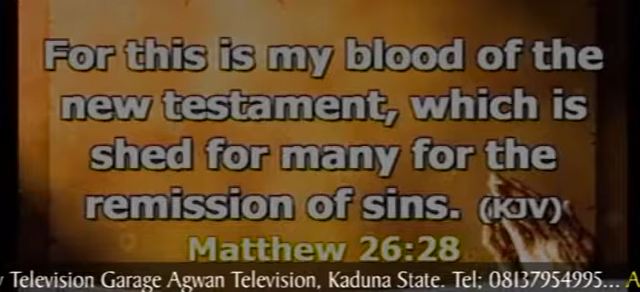 For this is my blood of the
new testament, which is
shed for many for the
remission of sins. (KJV)
Matthew 26:28
Television Garage Agwan Television, Kaduna State. Tel; 08137954995... A